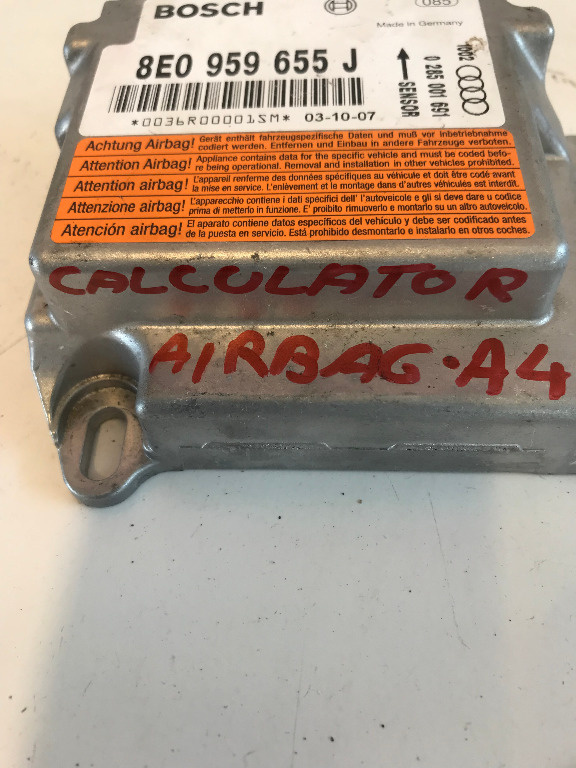 BOSCH
085
Made in Germany
8E0 959 655 J
*0036R00001SM* 03-10-07
SENSOR
0 285 001 691
1002
Achtung Airbag! Gerät enthält fahrzeugspezifische Daten und muß vor Inbetriebnahme
codiert werden. Entfernen und Einbau in andere Fahrzeuge verboten.
Attention Airbag! Appliance contains data for the specific vehicle and must be coded befo-
re being operational. Removal and installation in other vehicles prohibited.
Attention airbag! L'appareil renferme des données spécifiques au véhicule et doit être codé avant
la mise en service. L'enlèvement et le montage dans d'autres véhicules est interdit.
Attenzione airbag! L'apparecchio contiene i dati specifici dell' l'autoveicolo e gli si deve dare u codice
prima di metterlo in funzione. E' proibito rimuoverlo e montarlo su un altro autoveicolo.
Atención airbag! El aparato contiene datos específicos del vehículo y debe ser codificado antes
de la puesta en servicio. Está prohibido desmontarlo e instalarlo en otros coches.
CALCULATOR
AIRBAG-A4